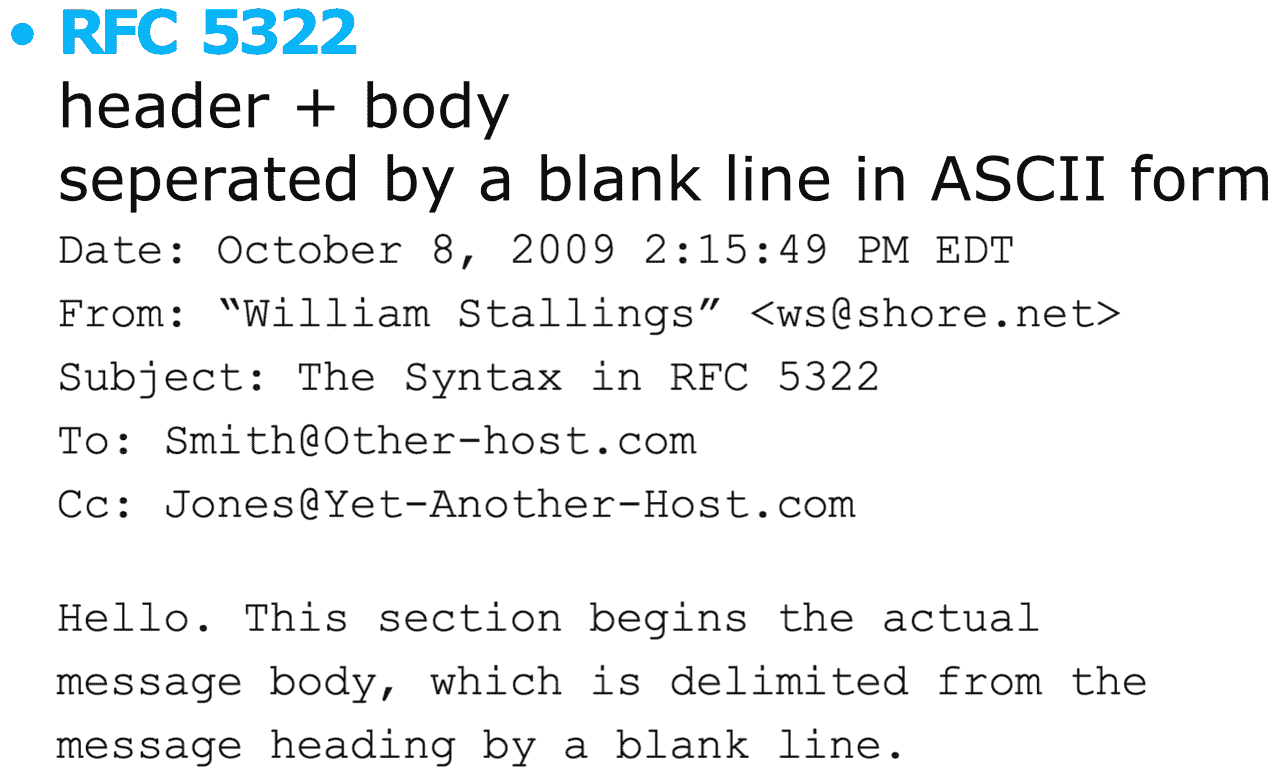 • RFC 5322
header + body
seperated by a blank line in ASCII form
Date: October 8, 2009 2:15:49 PM EDT
From: “William Stallings” <ws@shore.net>
Subject: The Syntax in RFC 5322
To: Smith@Other-host.com
Cc: Jones@Yet-Another-Host.com
Hello. This section begins the actual
message body, which is delimited from the
message heading by a blank line.